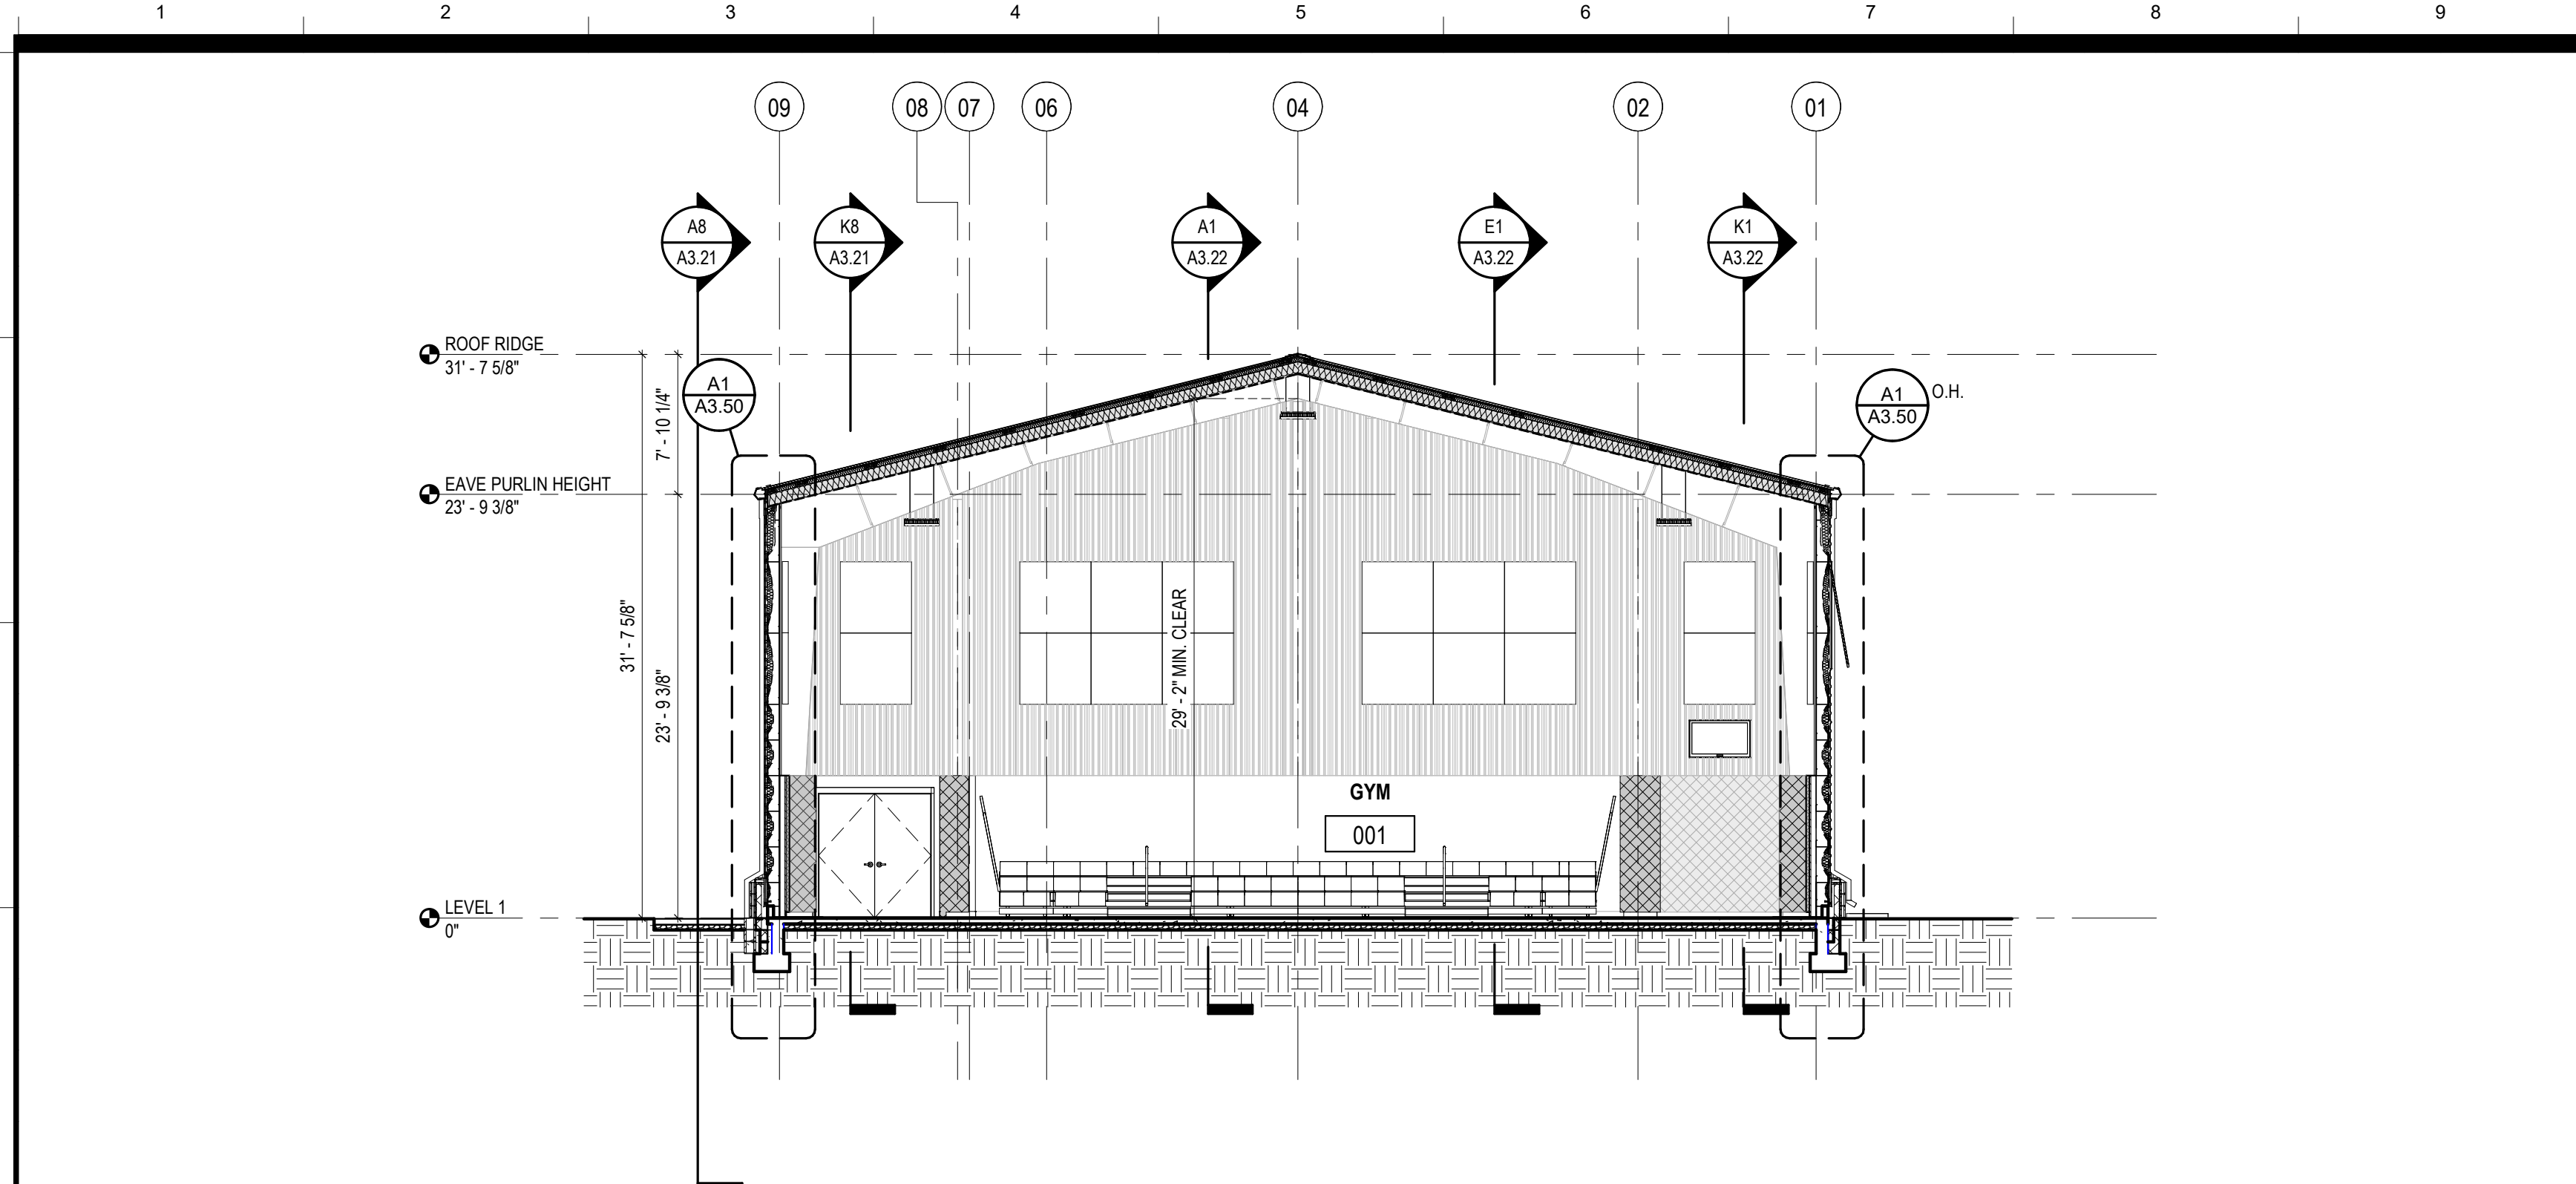 1 2 3 4 5 6 7 8 9
09 08 07 06 04 02 01
A8 K8 A1 E1 K1
A3.21 A3.21 A3.22 A3.22 A3.22
ROOF RIDGE
31' - 7 5/8"
A1
A3.50
7' - 10 1/4"
A1 O.H.
A3.50
EAVE PURLIN HEIGHT
23' - 9 3/8"
31' - 7 5/8"
23' - 9 3/8"
29' - 2" MIN. CLEAR
GYM
001
LEVEL 1
0"